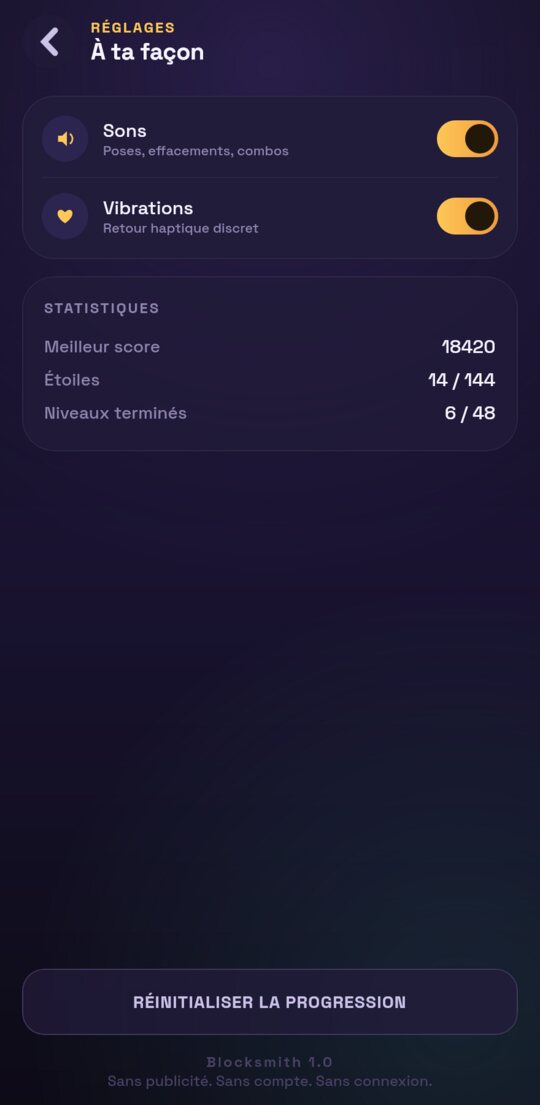 RÉGLAGES
À ta façon
Sons
Poses, effacements, combos
Vibrations
Retour haptique discret
STATISTIQUES
Meilleur score 18420
Étoiles 14 / 144
Niveaux terminés 6 / 48
RÉINITIALISER LA PROGRESSION
Blocksmith 1.0
Sans publicité. Sans compte. Sans connexion.